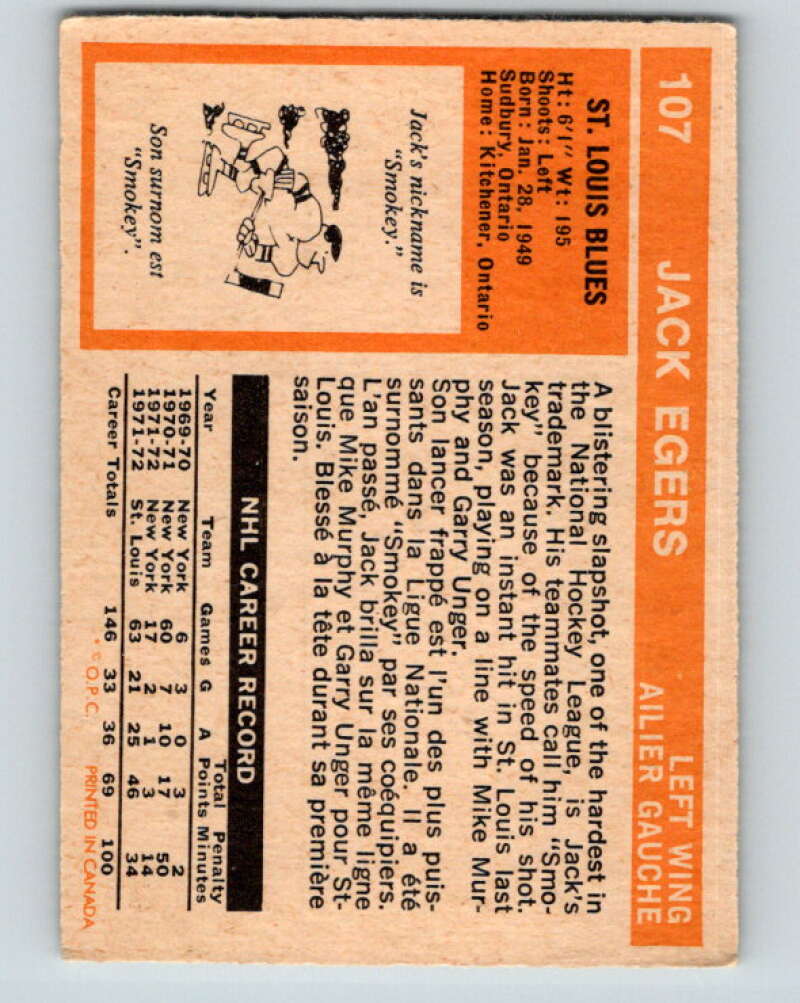 107 JACK EGERS LEFT WING
AILIER GAUCHE
ST. LOUIS BLUES
Ht: 6'1" Wt: 195
Shoots: Left
Born: Jan. 28, 1949
Sudbury, Ontario
Home: Kitchener, Ontario
Jack's nickname is
"Smokey."
Son surnom est
"Smokey".
A blistering slapshot, one of the hardest in
the National Hockey League, is Jack's
trademark. His teammates call him "Smo-
key" because of the speed of his shot.
Jack was an instant hit in St. Louis last
season, playing on a line with Mike Mur-
phy and Garry Unger.
Son lancer frappé est l'un des plus puis-
sants dans la Ligue Nationale. Il a été
surnommé "Smokey" par ses coéquipiers.
L'an passé, Jack brilla sur la même ligne
que Mike Murphy et Garry Unger pour St-
Louis. Blessé à la tête durant sa première
saison.
NHL CAREER RECORD
Total Penalty
Year Team Games G A Points Minutes
1969-70 New York 6 3 0 3 2
1970-71 New York 60 7 10 17 50
1971-72 New York 17 2 1 3 14
1971-72 St. Louis 63 21 25 46 34
Career Totals 146 33 36 69 100
* © O.P.C. PRINTED IN CANADA